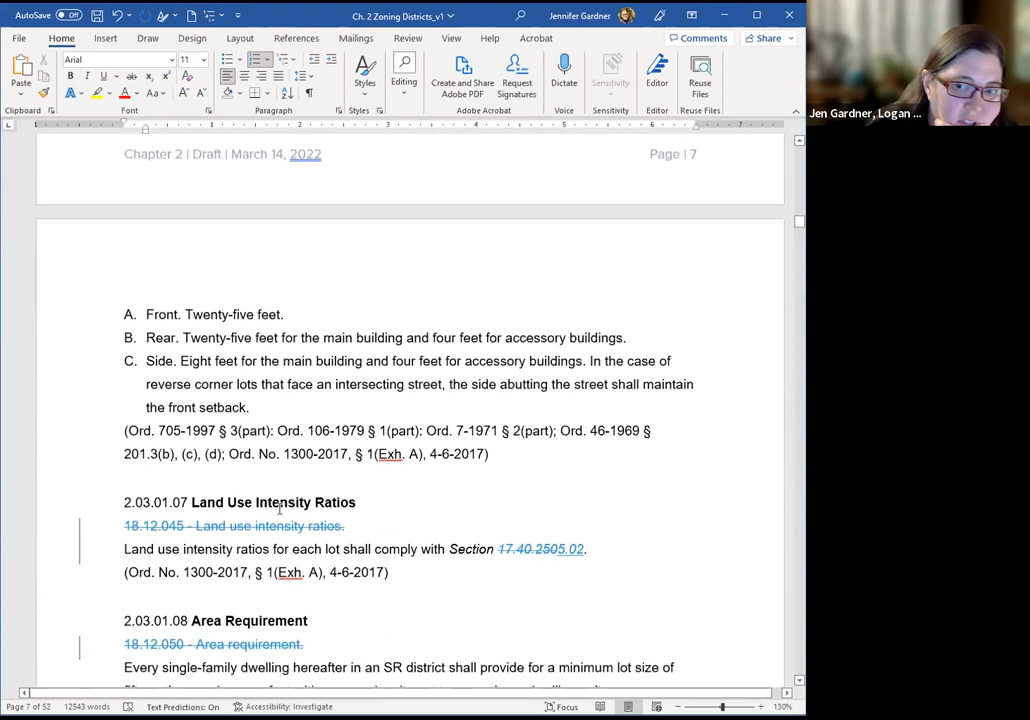 AutoSave Off Ch. 2 Zoning Districts_v1 Jennifer Gardner
File Home Insert Draw Design Layout References Mailings Review View Help Acrobat Comments Share
Arial 11
Paste Styles Editing Create and Share Adobe PDF Request Signatures Dictate Sensitivity Editor Reuse Files
Clipboard Font Paragraph Styles Adobe Acrobat Voice Sensitivity Editor Reuse Files
Jen Gardner, Logan ...
1 1 2 3 4 5 6 7
Chapter 2 | Draft | March 14, 2022 Page | 7
A. Front. Twenty-five feet.
B. Rear. Twenty-five feet for the main building and four feet for accessory buildings.
C. Side. Eight feet for the main building and four feet for accessory buildings. In the case of
reverse corner lots that face an intersecting street, the side abutting the street shall maintain
the front setback.
(Ord. 705-1997 § 3(part): Ord. 106-1979 § 1(part): Ord. 7-1971 § 2(part); Ord. 46-1969 §
201.3(b), (c), (d); Ord. No. 1300-2017, § 1(Exh. A), 4-6-2017)
2.03.01.07 Land Use Intensity Ratios
18.12.045 - Land use intensity ratios.
Land use intensity ratios for each lot shall comply with Section 17.40.2505.02.
(Ord. No. 1300-2017, § 1(Exh. A), 4-6-2017)
2.03.01.08 Area Requirement
18.12.050 - Area requirement.
Every single-family dwelling hereafter in an SR district shall provide for a minimum lot size of
Page 7 of 52 12543 words Text Predictions: On Accessibility: Investigate Focus 130%